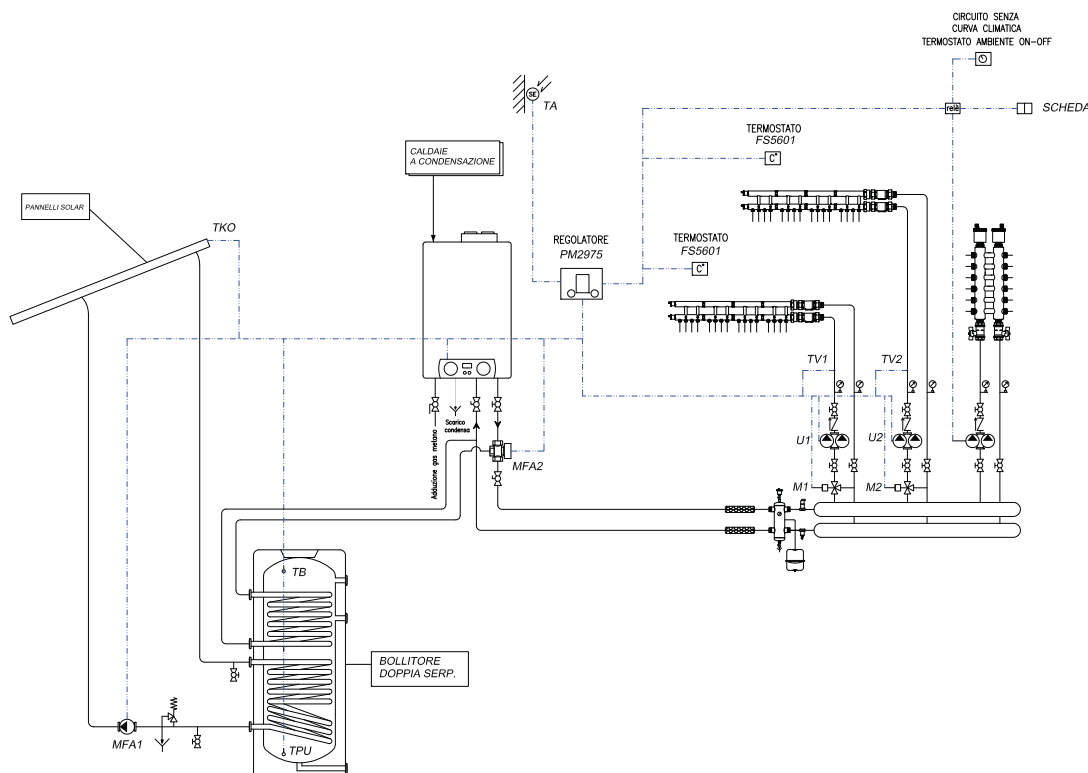 CIRCUITO SENZA
CURVA CLIMATICA
TERMOSTATO AMBIENTE ON-OFF
SE
TA
relè
SCHEDA
TERMOSTATO
FS5601
C°
CALDAIE
A CONDENSAZIONE
PANNELLI SOLAR
TKO
REGOLATORE
PM2975
TERMOSTATO
FS5601
C°
TV1
TV2
Scarico
condensa
Adduzione gas metano
MFA2
U1
U2
M1
M2
TB
BOLLITORE
DOPPIA SERP.
MFA1
TPU